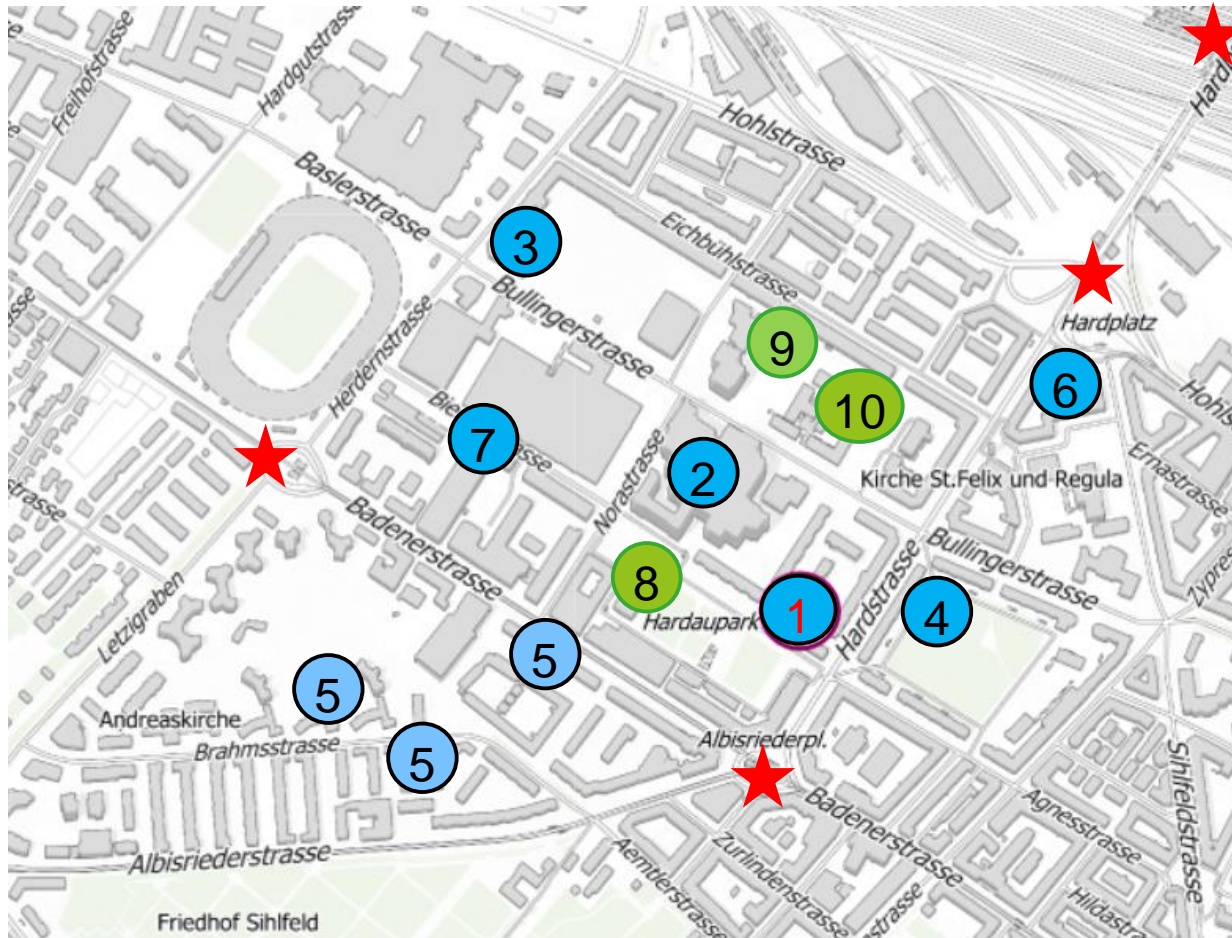 Freihofstrasse
Hardgutstrasse
Hohlstrasse
Baslerstrasse
3
Eichbühlstrasse
Bullingerstrasse
Hardplatz
9
Herdernstrasse
6
10
Hohls
7
2
Norastrasse
Kirche St.Felix und Regula
Ernastrasse
Badenerstrasse
Bullingerstrasse
8
Letzigraben
Hardaupark
1
Hardstrasse
4
5
5
Andreaskirche
Brahmsstrasse
5
Albisriederpl.
Sihlfeldstrasse
Badenerstrasse
Agnesstrasse
Albisriederstrasse
Aemtlerstrasse
Zurlindenstrasse
Friedhof Sihlfeld